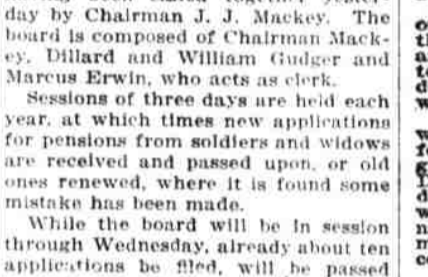 day by Chairman J. J. Mackey. The
board is composed of Chairman Mack-
ey, Dillard and William Gudger and
Marcus Erwin, who acts as clerk.
Sessions of three days are held each
year, at which times new applications
for pensions from soldiers and widows
are received and passed upon, or old
ones renewed, where it is found some
mistake has been made.
While the board will be in session
through Wednesday, already about ten
applications be filed, will be passed